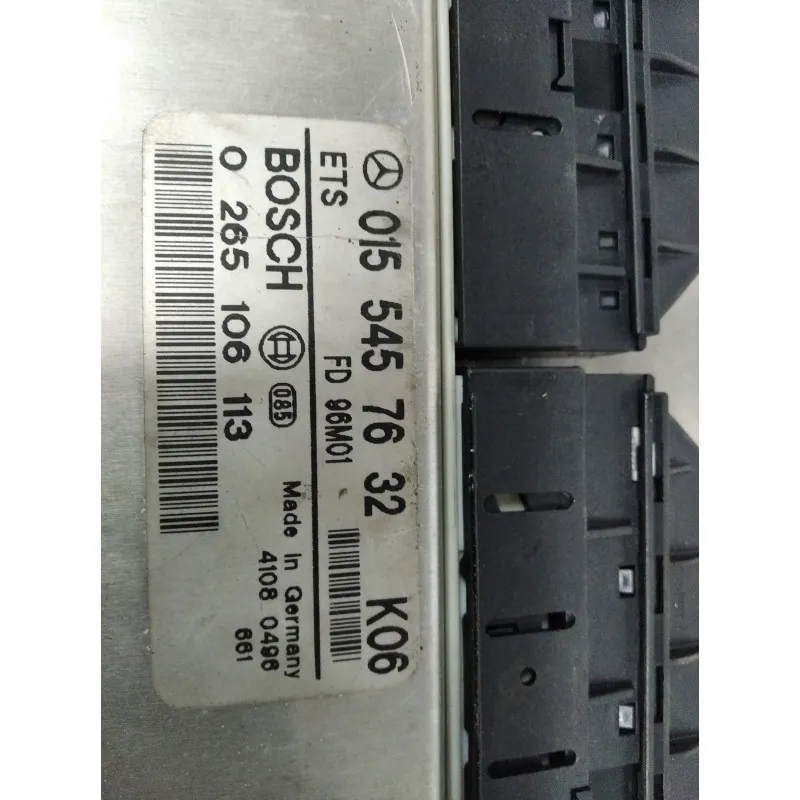 015 545 76 32 K06
ETS FD 96M01
BOSCH 085 Made in Germany
0 265 106 113 4108 0496
661